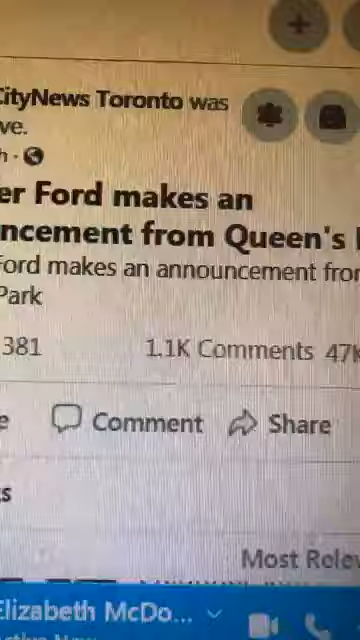 CityNews Toronto was
ve.
h ·
er Ford makes an
ncement from Queen's
Ford makes an announcement from
Park
381 1.1K Comments 47K
e Comment Share
s
Most Relev
Elizabeth McDo...